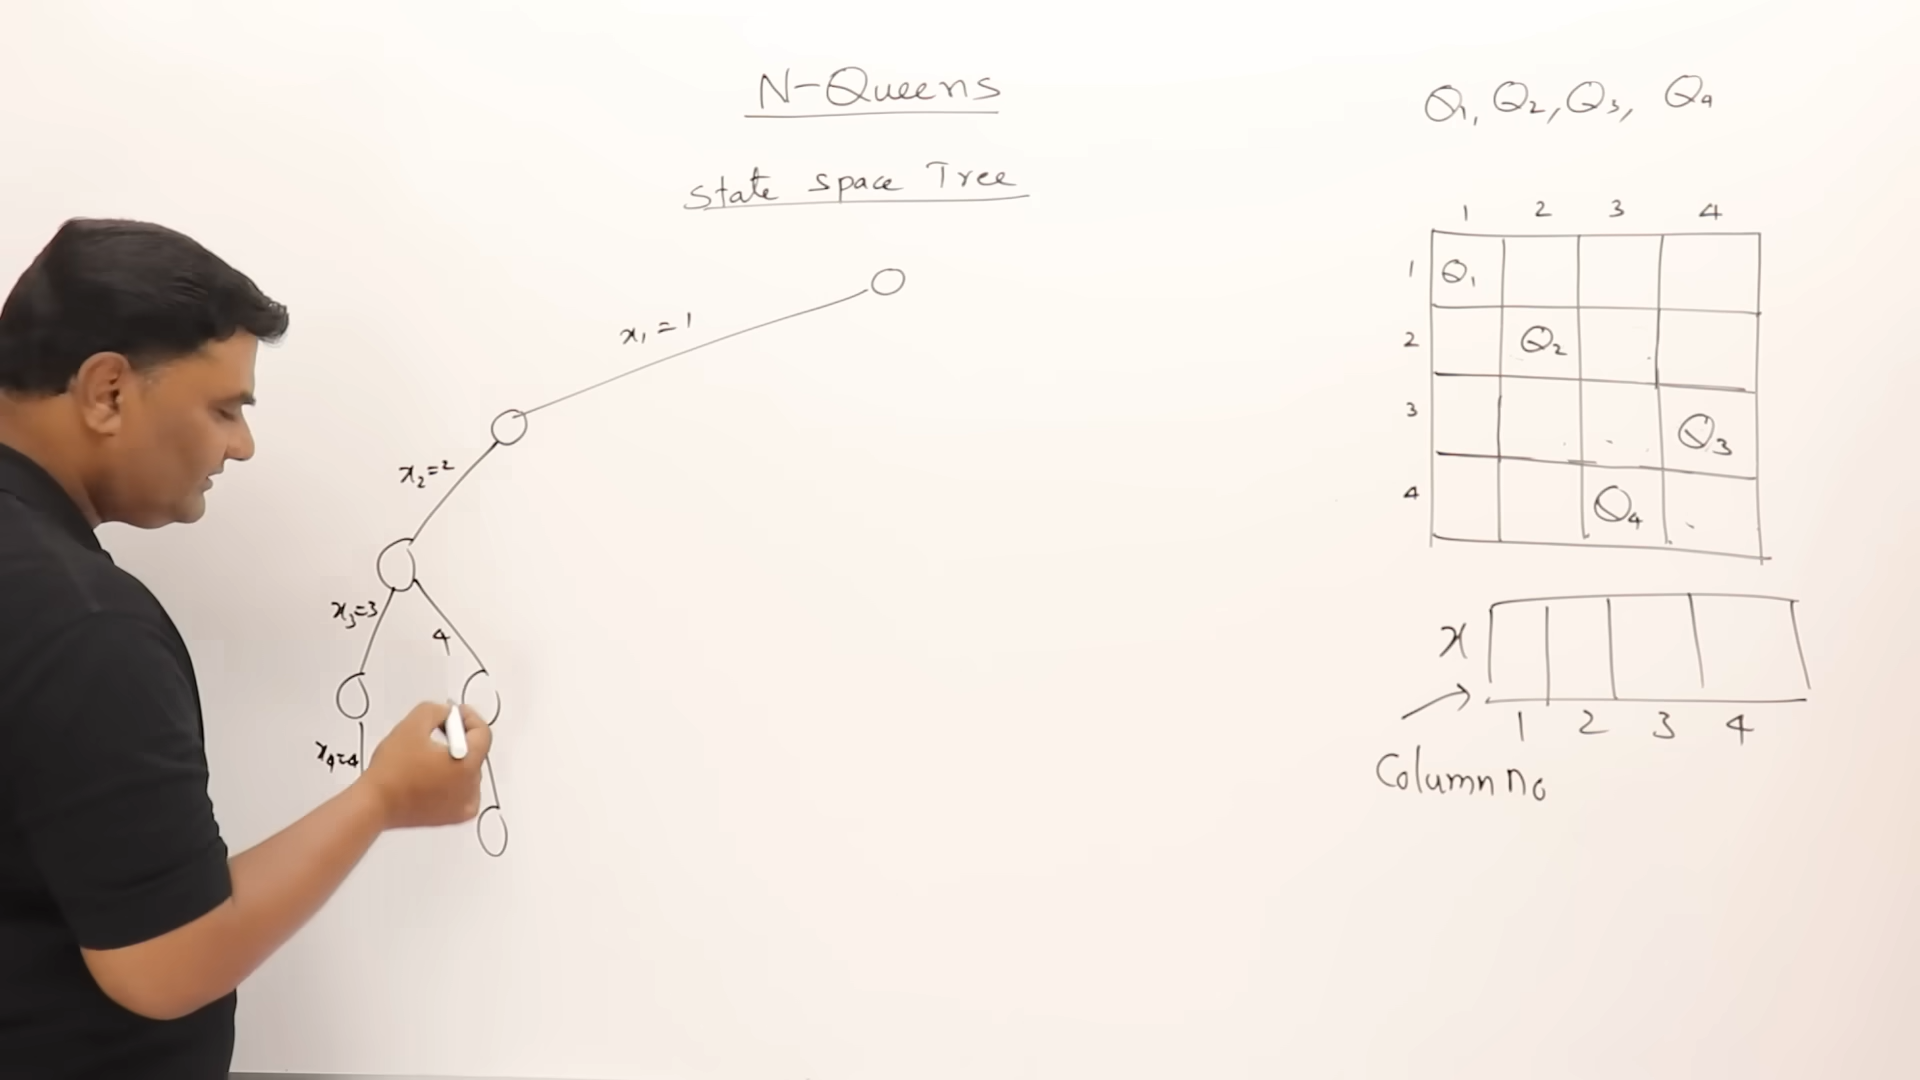 N-Queens
State Space Tree
x₁ = 1
x₂=2
x₃=3
4
x₄=4
Q₁, Q₂, Q₃, Q₄
1 2 3 4
1 Q₁
2 Q₂
3 Q₃
4 Q₄
x
1 2 3 4
Column no